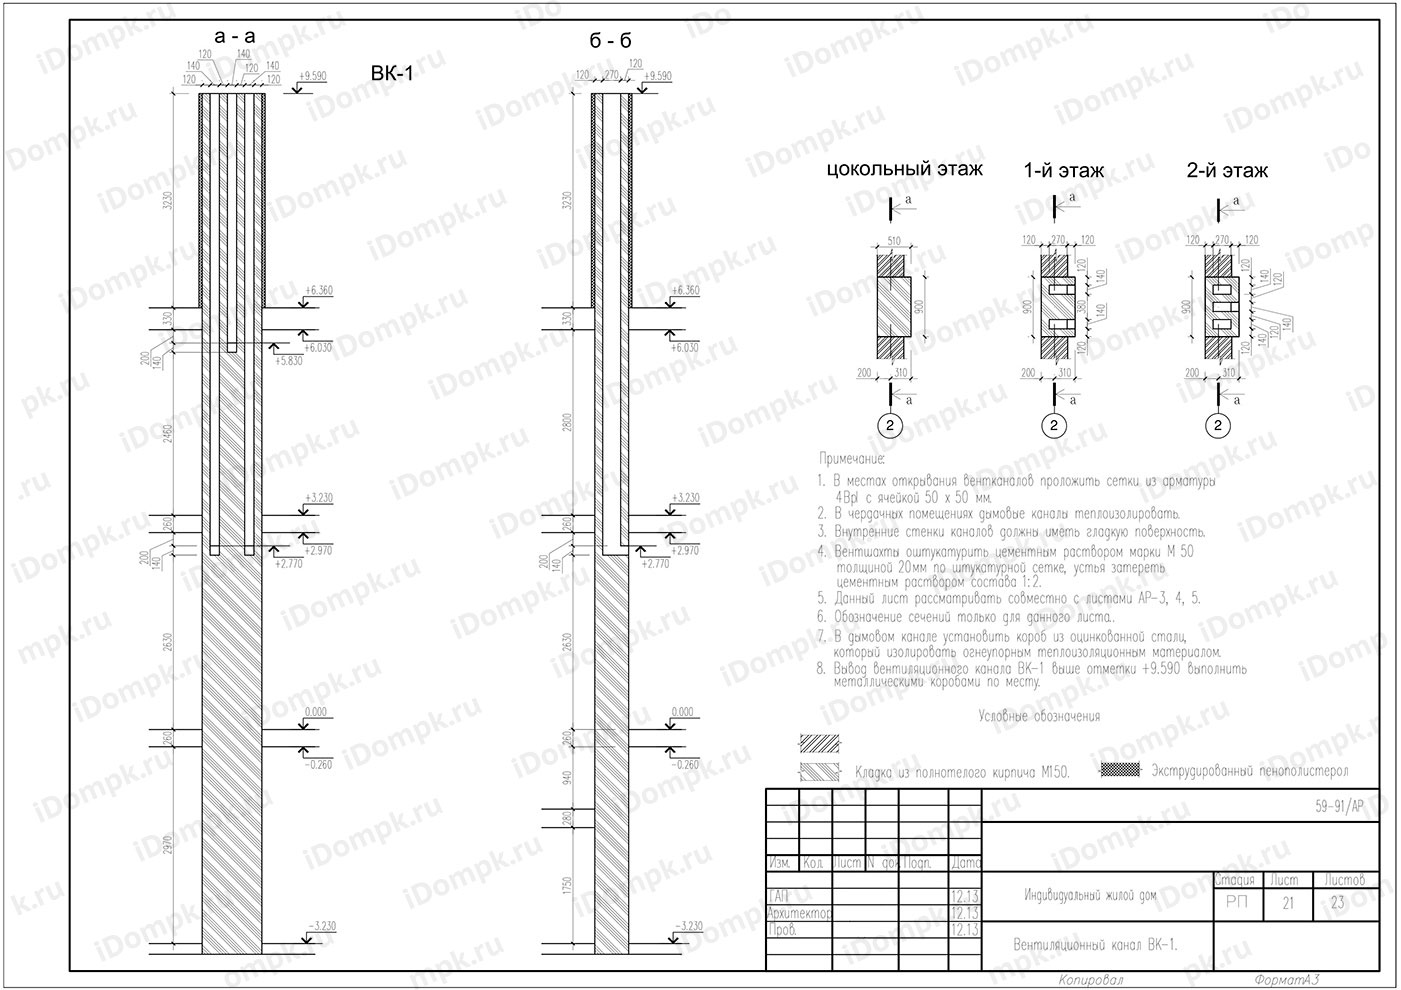 а - а
ВК-1
120
140
140
140
120
120
120
+9.590
3230
+6.360
330
+6.030
200
140
+5.830
2460
+3.230
260
+2.970
200
140
+2.770
2630
0.000
260
-0.260
2970
-3.230
б - б
120
120 270
+9.590
3230
+6.360
330
+6.030
2800
+3.230
260
+2.970
200
140
+2.770
2630
0.000
260
-0.260
940
280
1750
-3.230
цокольный этаж
а
510
900
200 310
а
2
1-й этаж
а
120 270 120
900
120
140
380
140
120
200 310
а
2
2-й этаж
а
120 270 120
900
120
140
120
140
120
140
120
200 310
а
2
Примечание:
1. В местах открывания вентканалов проложить сетки из арматуры
4ВрI с ячейкой 50 х 50 мм.
2. В чердачных помещениях дымовые каналы теплоизолировать.
3. Внутренние стенки каналов должны иметь гладкую поверхность.
4. Вентшахты оштукатурить цементным раствором марки М 50
толщиной 20мм по штукатурной сетке, устья затереть
цементным раствором состава 1:2.
5. Данный лист рассматривать совместно с листами АР-3, 4, 5.
6. Обозначение сечений только для данного листа..
7. В дымовом канале установить короб из оцинкованной стали,
который изолировать огнеупорным теплоизоляционным материалом.
8. Вывод вентиляционного канала ВК-1 выше отметки +9.590 выполнить
металлическими коробами по месту.
Условные обозначения
Кладка из полнотелого кирпича М150.
Экструдированный пенополистерол
59-91/АР
Изм. Кол. Лист N док Подп. Дата
ГАП 12.13
Архитектор 12.13
Пров. 12.13
Индивидуальный жилой дом
Стадия Лист Листов
РП 21 23
Вентиляционный канал ВК-1.
Копировал
ФорматА3
iDompk.ru